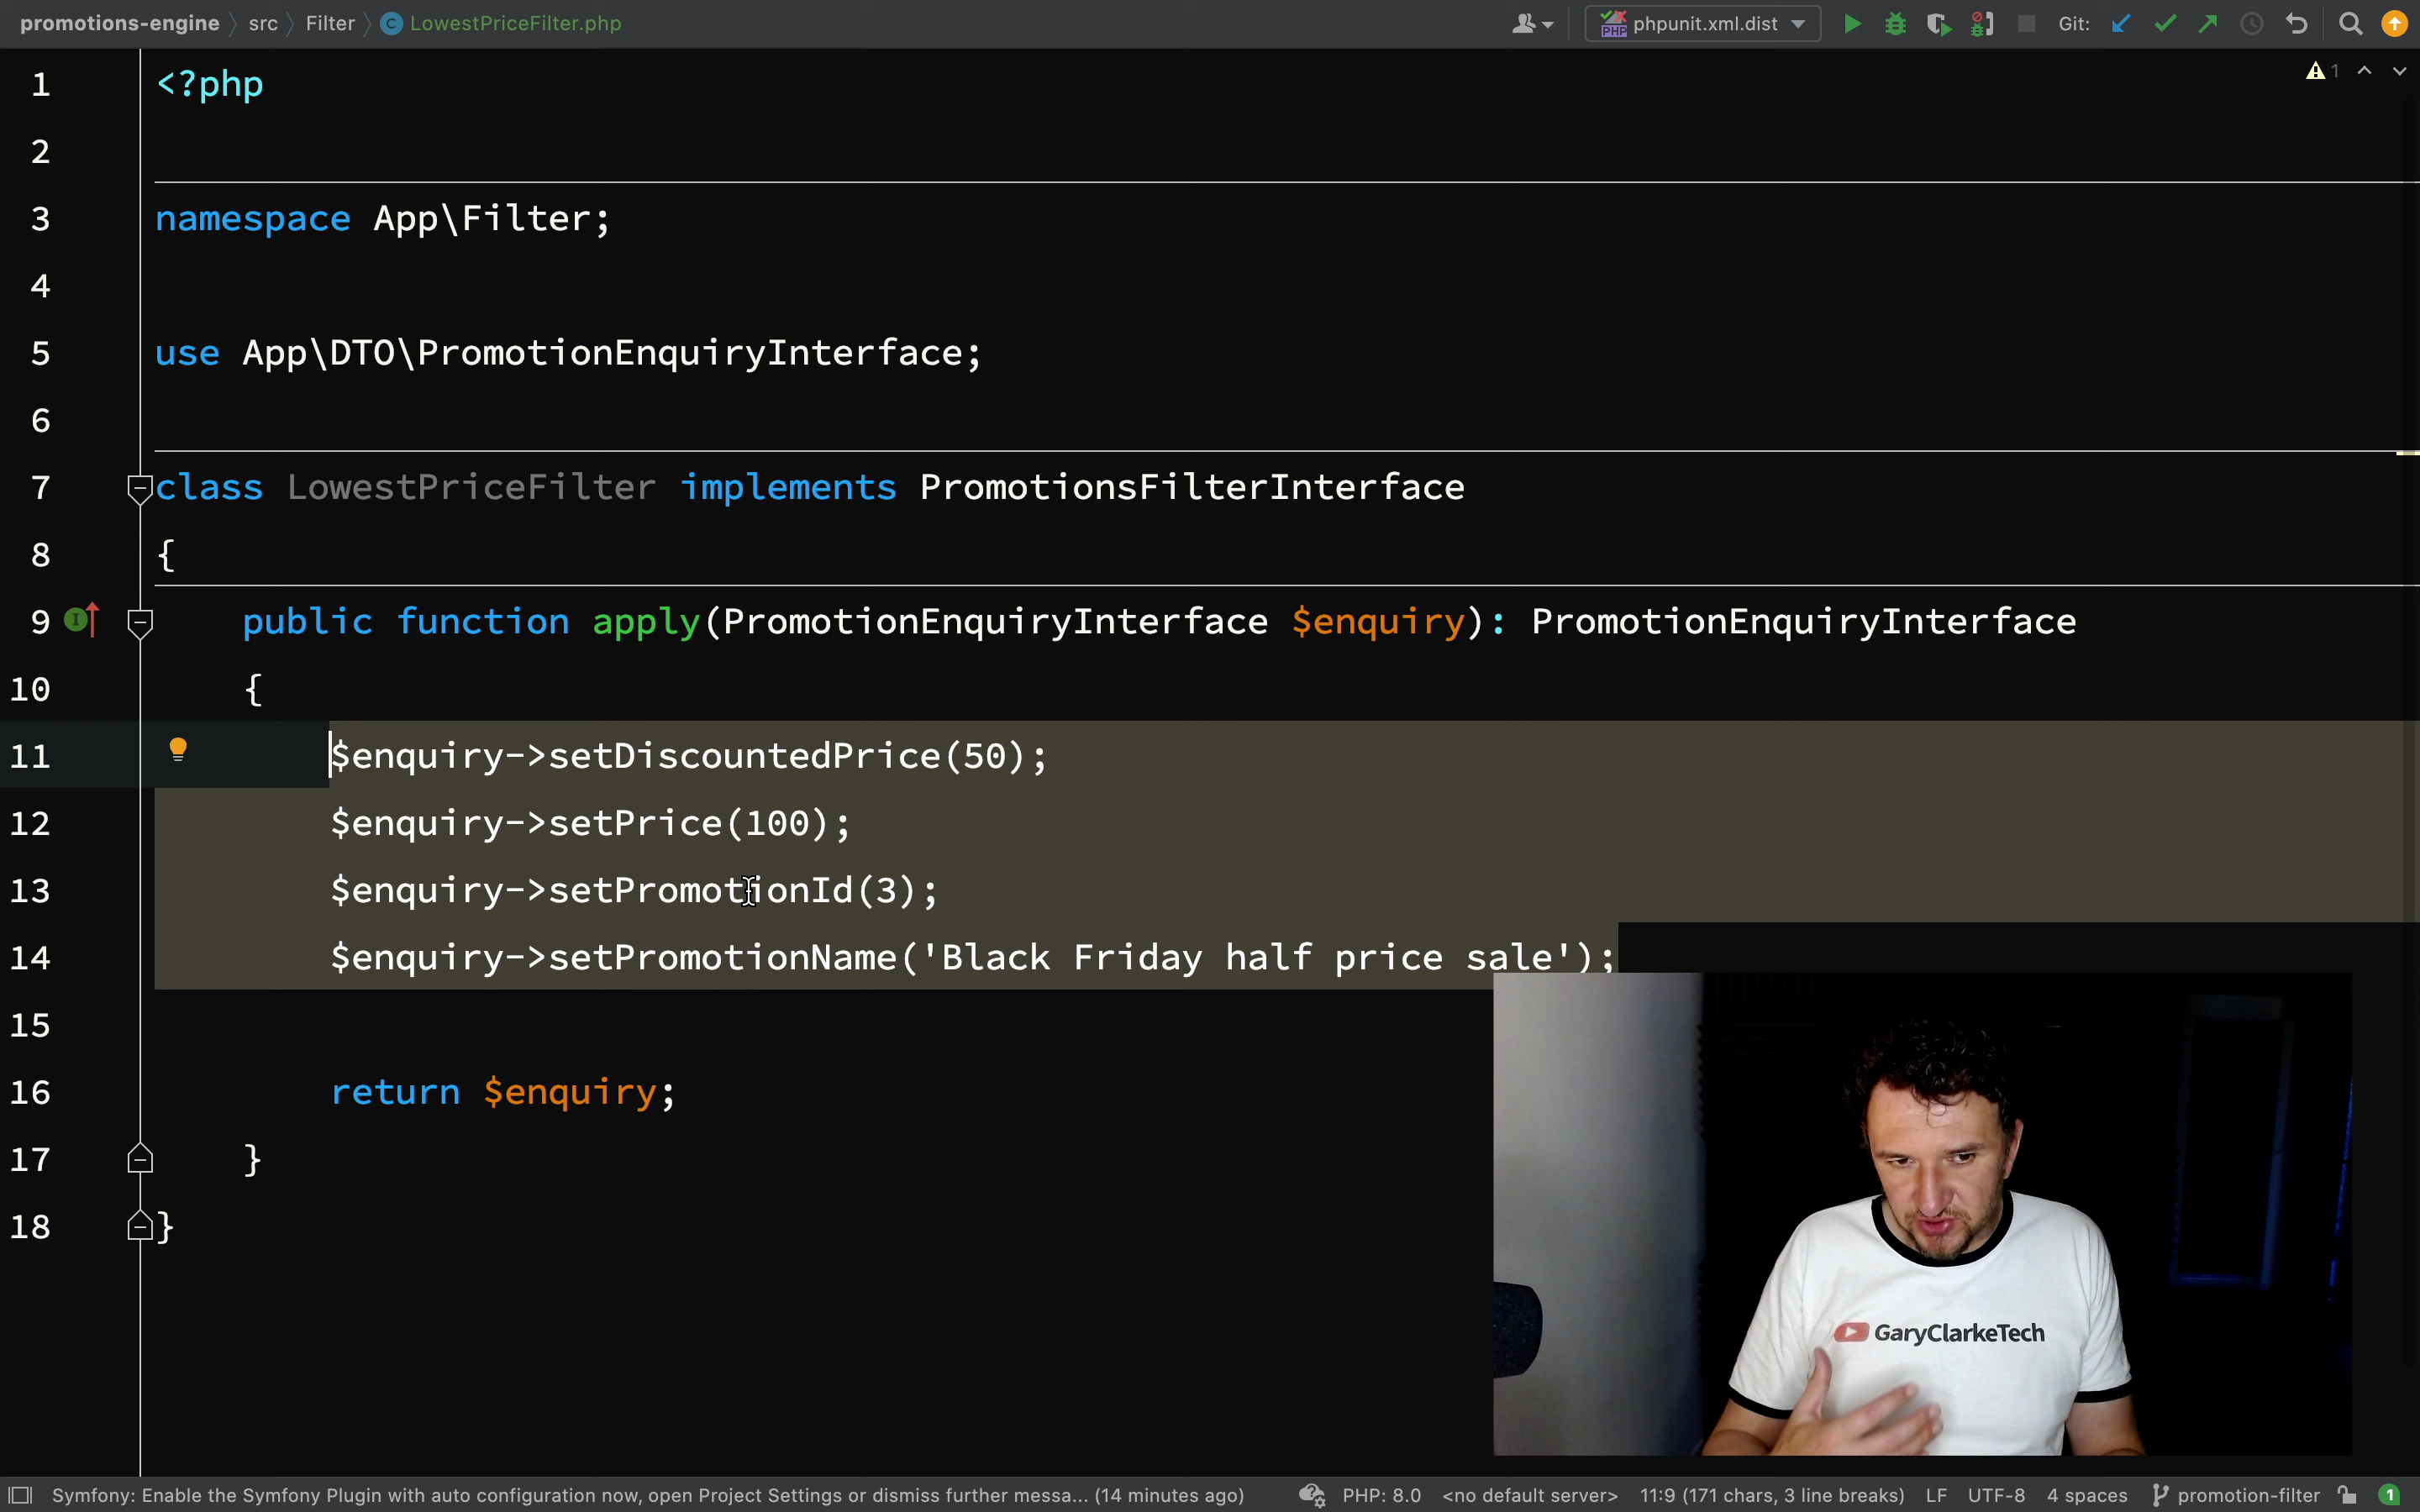 promotions-engine src Filter C LowestPriceFilter.php phpunit.xml.dist Git:
1 <?php 1
2
3 namespace App\Filter;
4
5 use App\DTO\PromotionEnquiryInterface;
6
7 class LowestPriceFilter implements PromotionsFilterInterface
8 {
9 public function apply(PromotionEnquiryInterface $enquiry): PromotionEnquiryInterface
10 {
11 $enquiry->setDiscountedPrice(50);
12 $enquiry->setPrice(100);
13 $enquiry->setPromotionId(3);
14 $enquiry->setPromotionName('Black Friday half price sale');
15
16 return $enquiry;
17 }
18 }
GaryClarkeTech
Symfony: Enable the Symfony Plugin with auto configuration now, open Project Settings or dismiss further messa... (14 minutes ago) PHP: 8.0 <no default server> 11:9 (171 chars, 3 line breaks) LF UTF-8 4 spaces promotion-filter 1